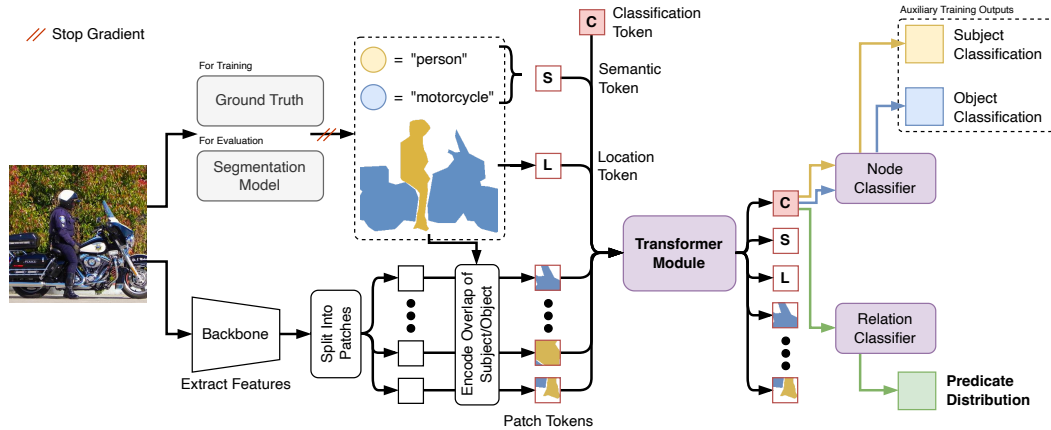 Stop Gradient
For Training
Ground Truth
For Evaluation
Segmentation
Model
= "person"
= "motorcycle"
S
L
C
Classification
Token
Semantic
Token
Location
Token
Backbone
Extract Features
Split Into
Patches
Encode Overlap of
Subject/Object
Patch Tokens
Transformer
Module
C
S
L
Node
Classifier
Relation
Classifier
Auxiliary Training Outputs
Subject
Classification
Object
Classification
Predicate
Distribution